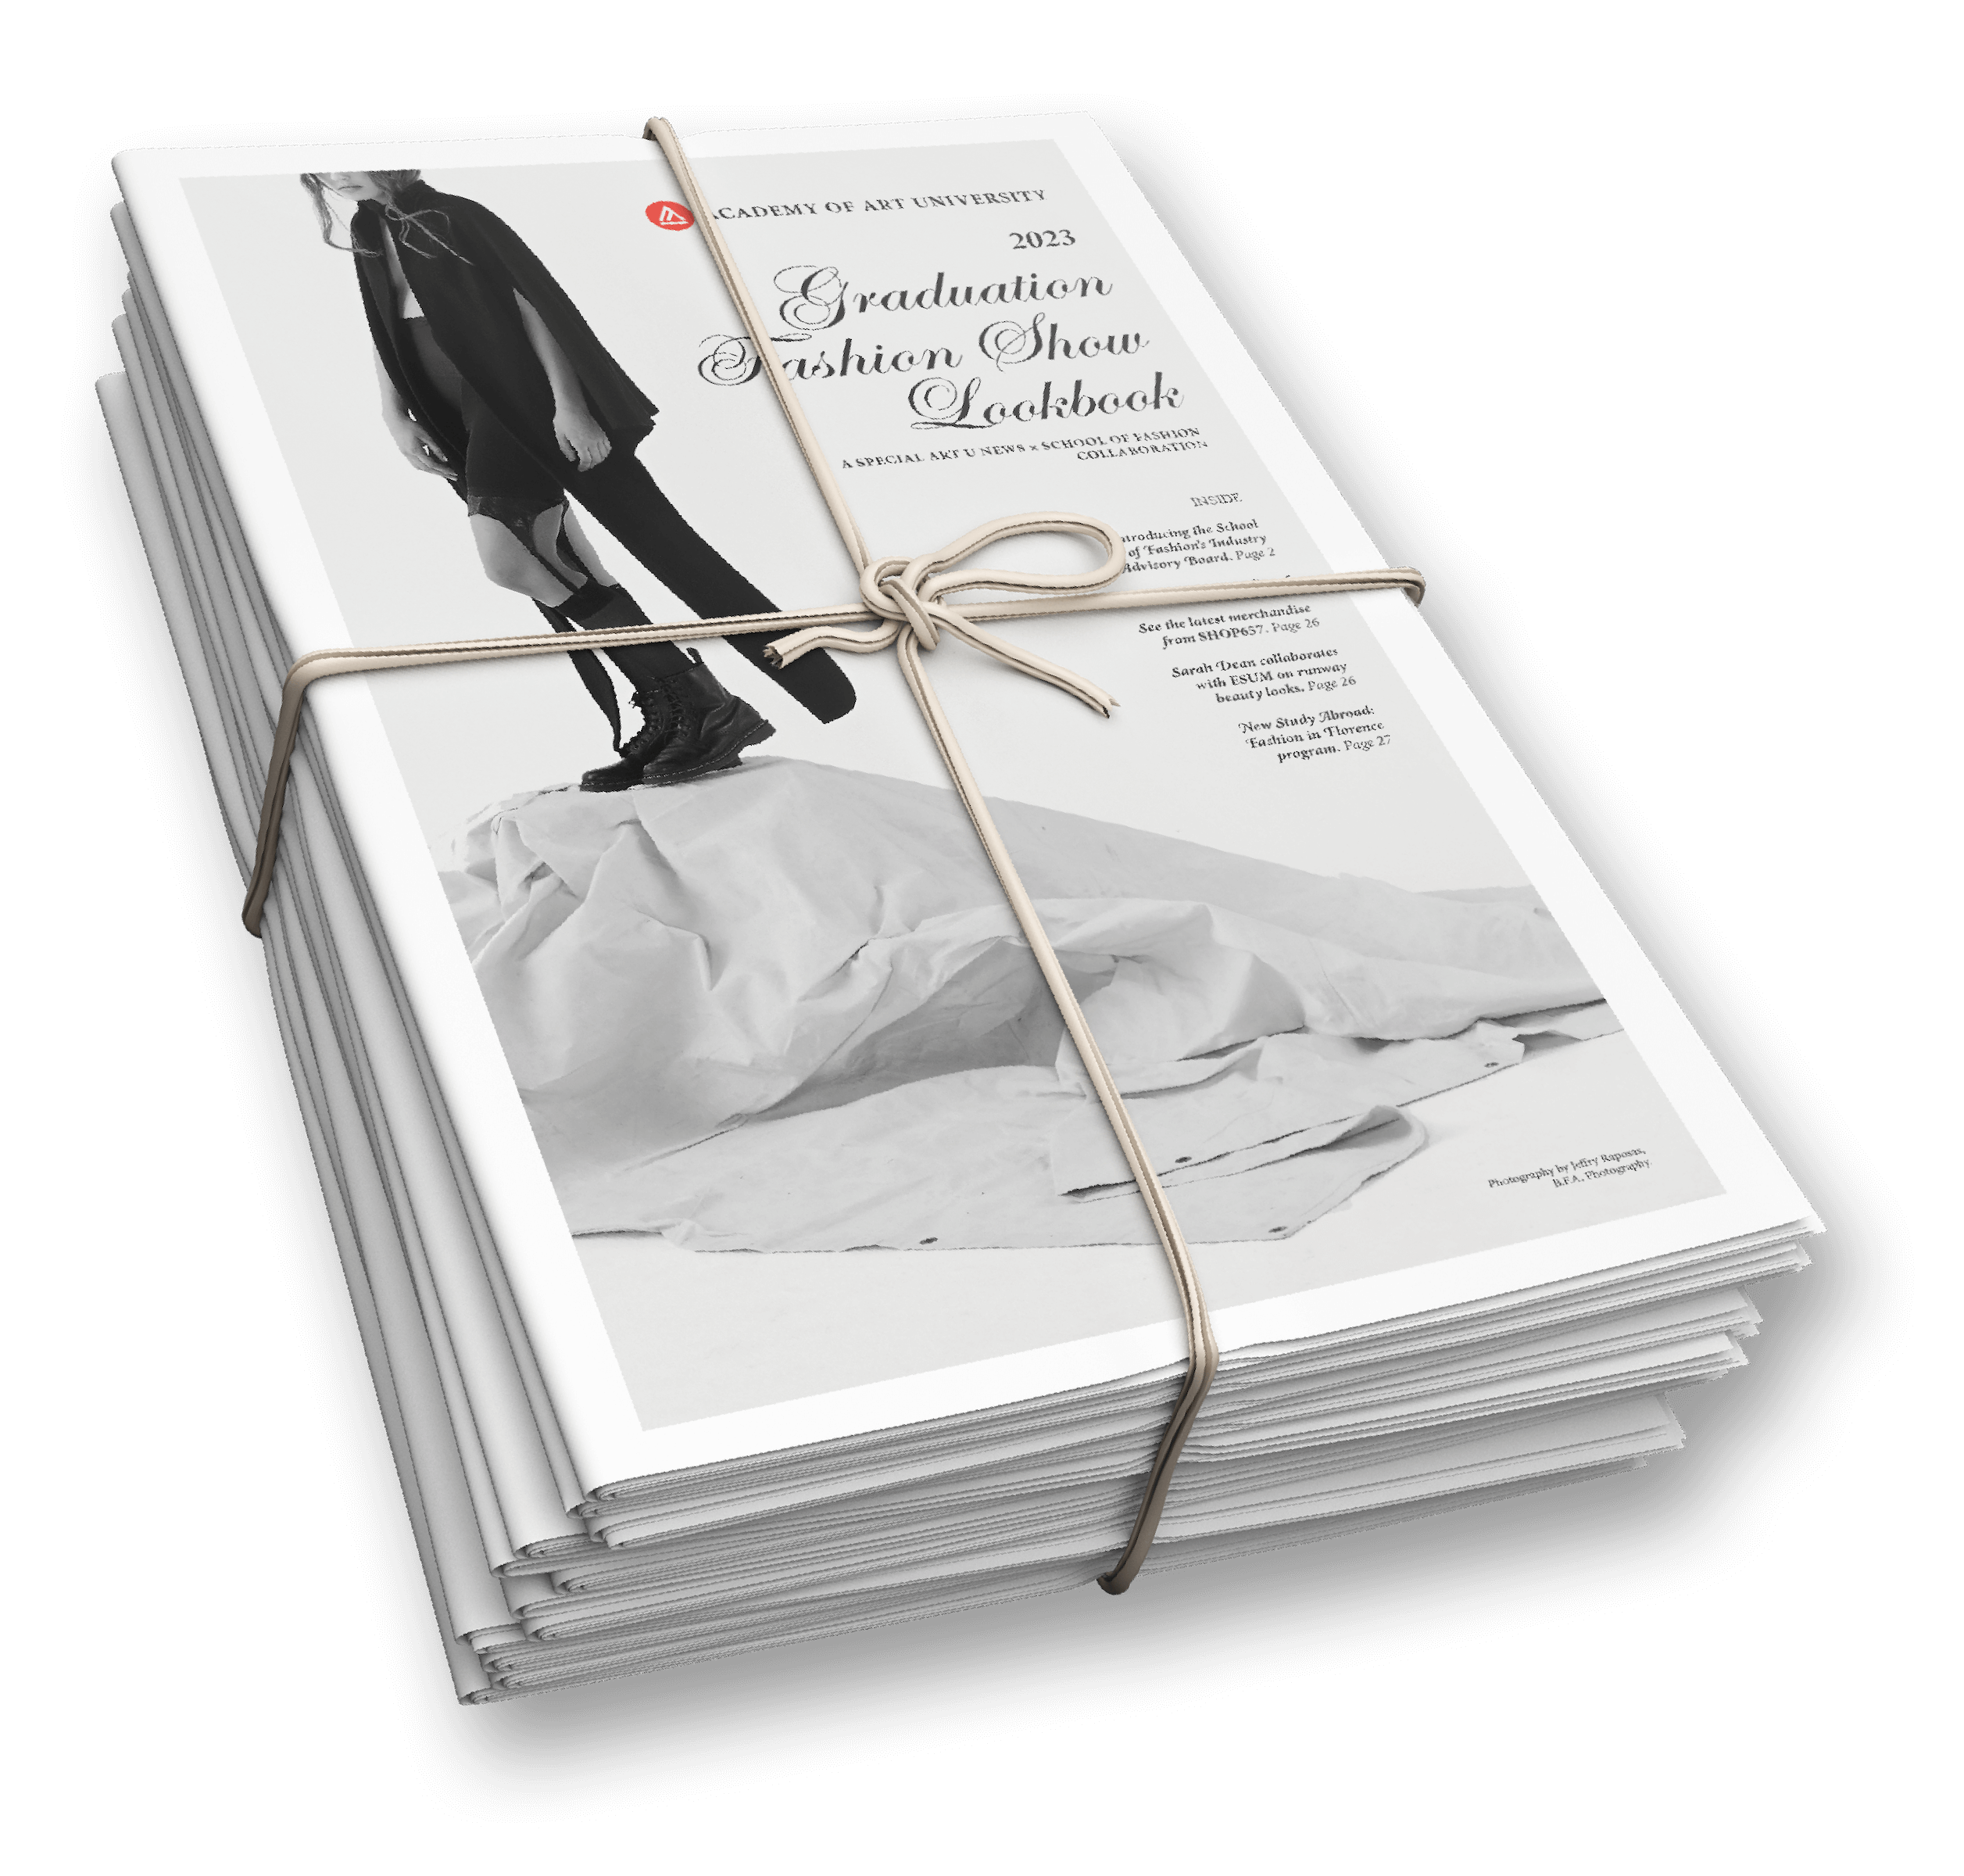 ACADEMY OF ART UNIVERSITY
2023
Graduation
Fashion Show
Lookbook
A SPECIAL ART U NEWS x SCHOOL OF FASHION
COLLABORATION
INSIDE
ntroducing the School
of Fashion's Industry
Advisory Board. Page 2
See the latest merchandise
from SHOP657. Page 26
Sarah Dean collaborates
with ESUM on runway
beauty looks. Page 26
New Study Abroad:
Fashion in Florence
program. Page 27
Photography by Jeffry Raposas,
B.F.A., Photography